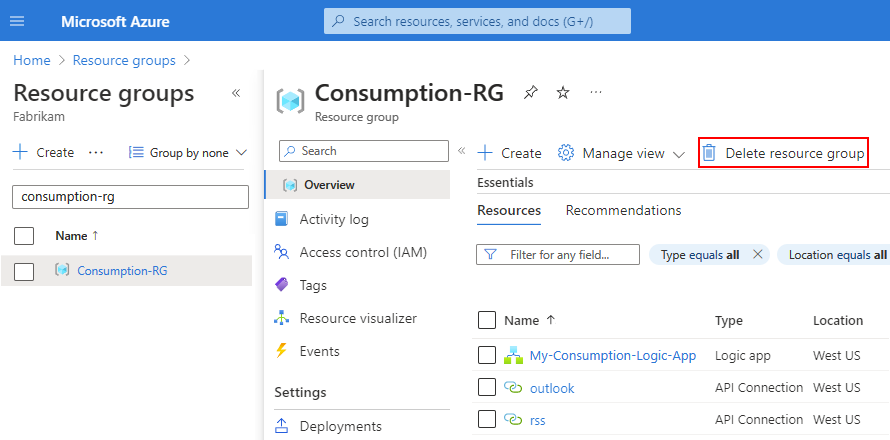 Microsoft Azure
Search resources, services, and docs (G+/)
Home
Resource groups
Resource groups
Fabrikam
Create
Group by none
consumption-rg
Name
Consumption-RG
Consumption-RG
Resource group
Search
Overview
Activity log
Access control (IAM)
Tags
Resource visualizer
Events
Settings
Deployments
Create
Manage view
Delete resource group
Essentials
Resources Recommendations
Filter for any field...
Type equals all
Location equals all
Name Type Location
My-Consumption-Logic-App Logic app West US
outlook API Connection West US
rss API Connection West US